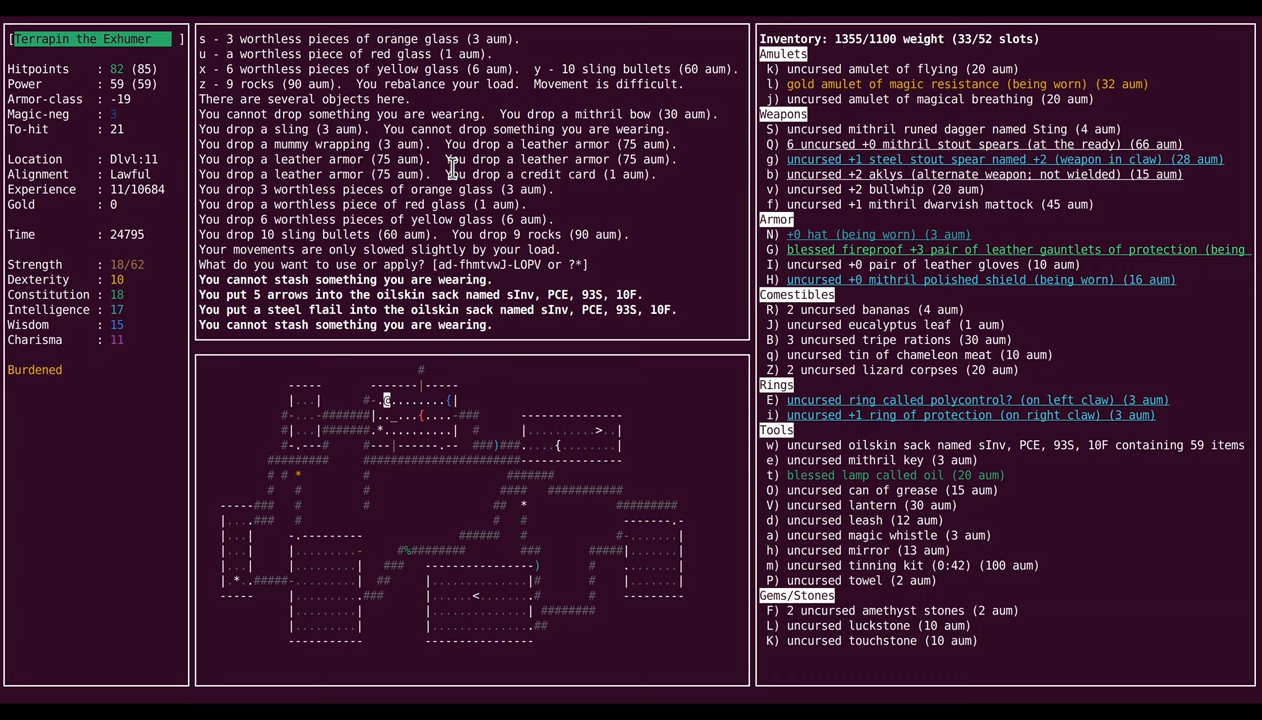 [Terrapin the Exhumer ]
Hitpoints : 82 (85)
Power : 59 (59)
Armor-class : -19
Magic-neg : 3
To-hit : 21
Location : Dlvl:11
Alignment : Lawful
Experience : 11/10684
Gold : 0
Time : 24795
Strength : 18/62
Dexterity : 10
Constitution : 18
Intelligence : 17
Wisdom : 15
Charisma : 11
Burdened
s - 3 worthless pieces of orange glass (3 aum).
u - a worthless piece of red glass (1 aum).
x - 6 worthless pieces of yellow glass (6 aum).  y - 10 sling bullets (60 aum).
z - 9 rocks (90 aum).  You rebalance your load.  Movement is difficult.
There are several objects here.
You cannot drop something you are wearing.  You drop a mithril bow (30 aum).
You drop a sling (3 aum).  You cannot drop something you are wearing.
You drop a mummy wrapping (3 aum).  You drop a leather armor (75 aum).
You drop a leather armor (75 aum).  You drop a leather armor (75 aum).
You drop a leather armor (75 aum).  You drop a credit card (1 aum).
You drop 3 worthless pieces of orange glass (3 aum).
You drop a worthless piece of red glass (1 aum).
You drop 6 worthless pieces of yellow glass (6 aum).
You drop 10 sling bullets (60 aum).  You drop 9 rocks (90 aum).
Your movements are only slowed slightly by your load.
What do you want to use or apply? [ad-fhmtvwJ-LOPV or ?*]
You cannot stash something you are wearing.
You put 5 arrows into the oilskin sack named sInv, PCE, 93S, 10F.
You put a steel flail into the oilskin sack named sInv, PCE, 93S, 10F.
You cannot stash something you are wearing.
Inventory: 1355/1100 weight (33/52 slots)
Amulets
k) uncursed amulet of flying (20 aum)
l) gold amulet of magic resistance (being worn) (32 aum)
j) uncursed amulet of magical breathing (20 aum)
Weapons
S) uncursed mithril runed dagger named Sting (4 aum)
Q) 6 uncursed +0 mithril stout spears (at the ready) (66 aum)
g) uncursed +1 steel stout spear named +2 (weapon in claw) (28 aum)
b) uncursed +2 aklys (alternate weapon; not wielded) (15 aum)
v) uncursed +2 bullwhip (20 aum)
f) uncursed +1 mithril dwarvish mattock (45 aum)
Armor
N) +0 hat (being worn) (3 aum)
G) blessed fireproof +3 pair of leather gauntlets of protection (being
I) uncursed +0 pair of leather gloves (10 aum)
H) uncursed +0 mithril polished shield (being worn) (16 aum)
Comestibles
R) 2 uncursed bananas (4 aum)
J) uncursed eucalyptus leaf (1 aum)
B) 3 uncursed tripe rations (30 aum)
q) uncursed tin of chameleon meat (10 aum)
Z) 2 uncursed lizard corpses (20 aum)
Rings
E) uncursed ring called polycontrol? (on left claw) (3 aum)
i) uncursed +1 ring of protection (on right claw) (3 aum)
Tools
w) uncursed oilskin sack named sInv, PCE, 93S, 10F containing 59 items
e) uncursed mithril key (3 aum)
t) blessed lamp called oil (20 aum)
O) uncursed can of grease (15 aum)
V) uncursed lantern (30 aum)
d) uncursed leash (12 aum)
a) uncursed magic whistle (3 aum)
h) uncursed mirror (13 aum)
m) uncursed tinning kit (0:42) (100 aum)
P) uncursed towel (2 aum)
Gems/Stones
F) 2 uncursed amethyst stones (2 aum)
L) uncursed luckstone (10 aum)
K) uncursed touchstone (10 aum)